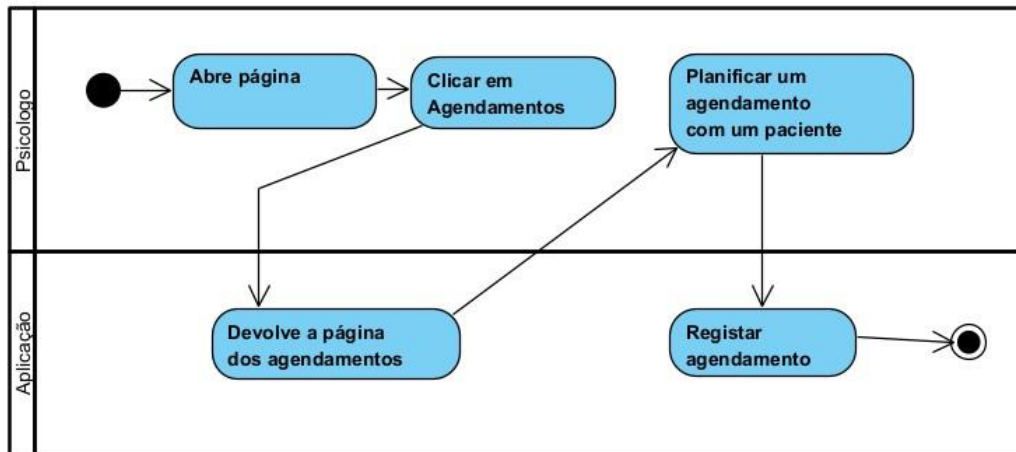 Psicologo
Abre página
Clicar em
Agendamentos
Planificar um
agendamento
com um paciente
Aplicação
Devolve a página
dos agendamentos
Registar
agendamento